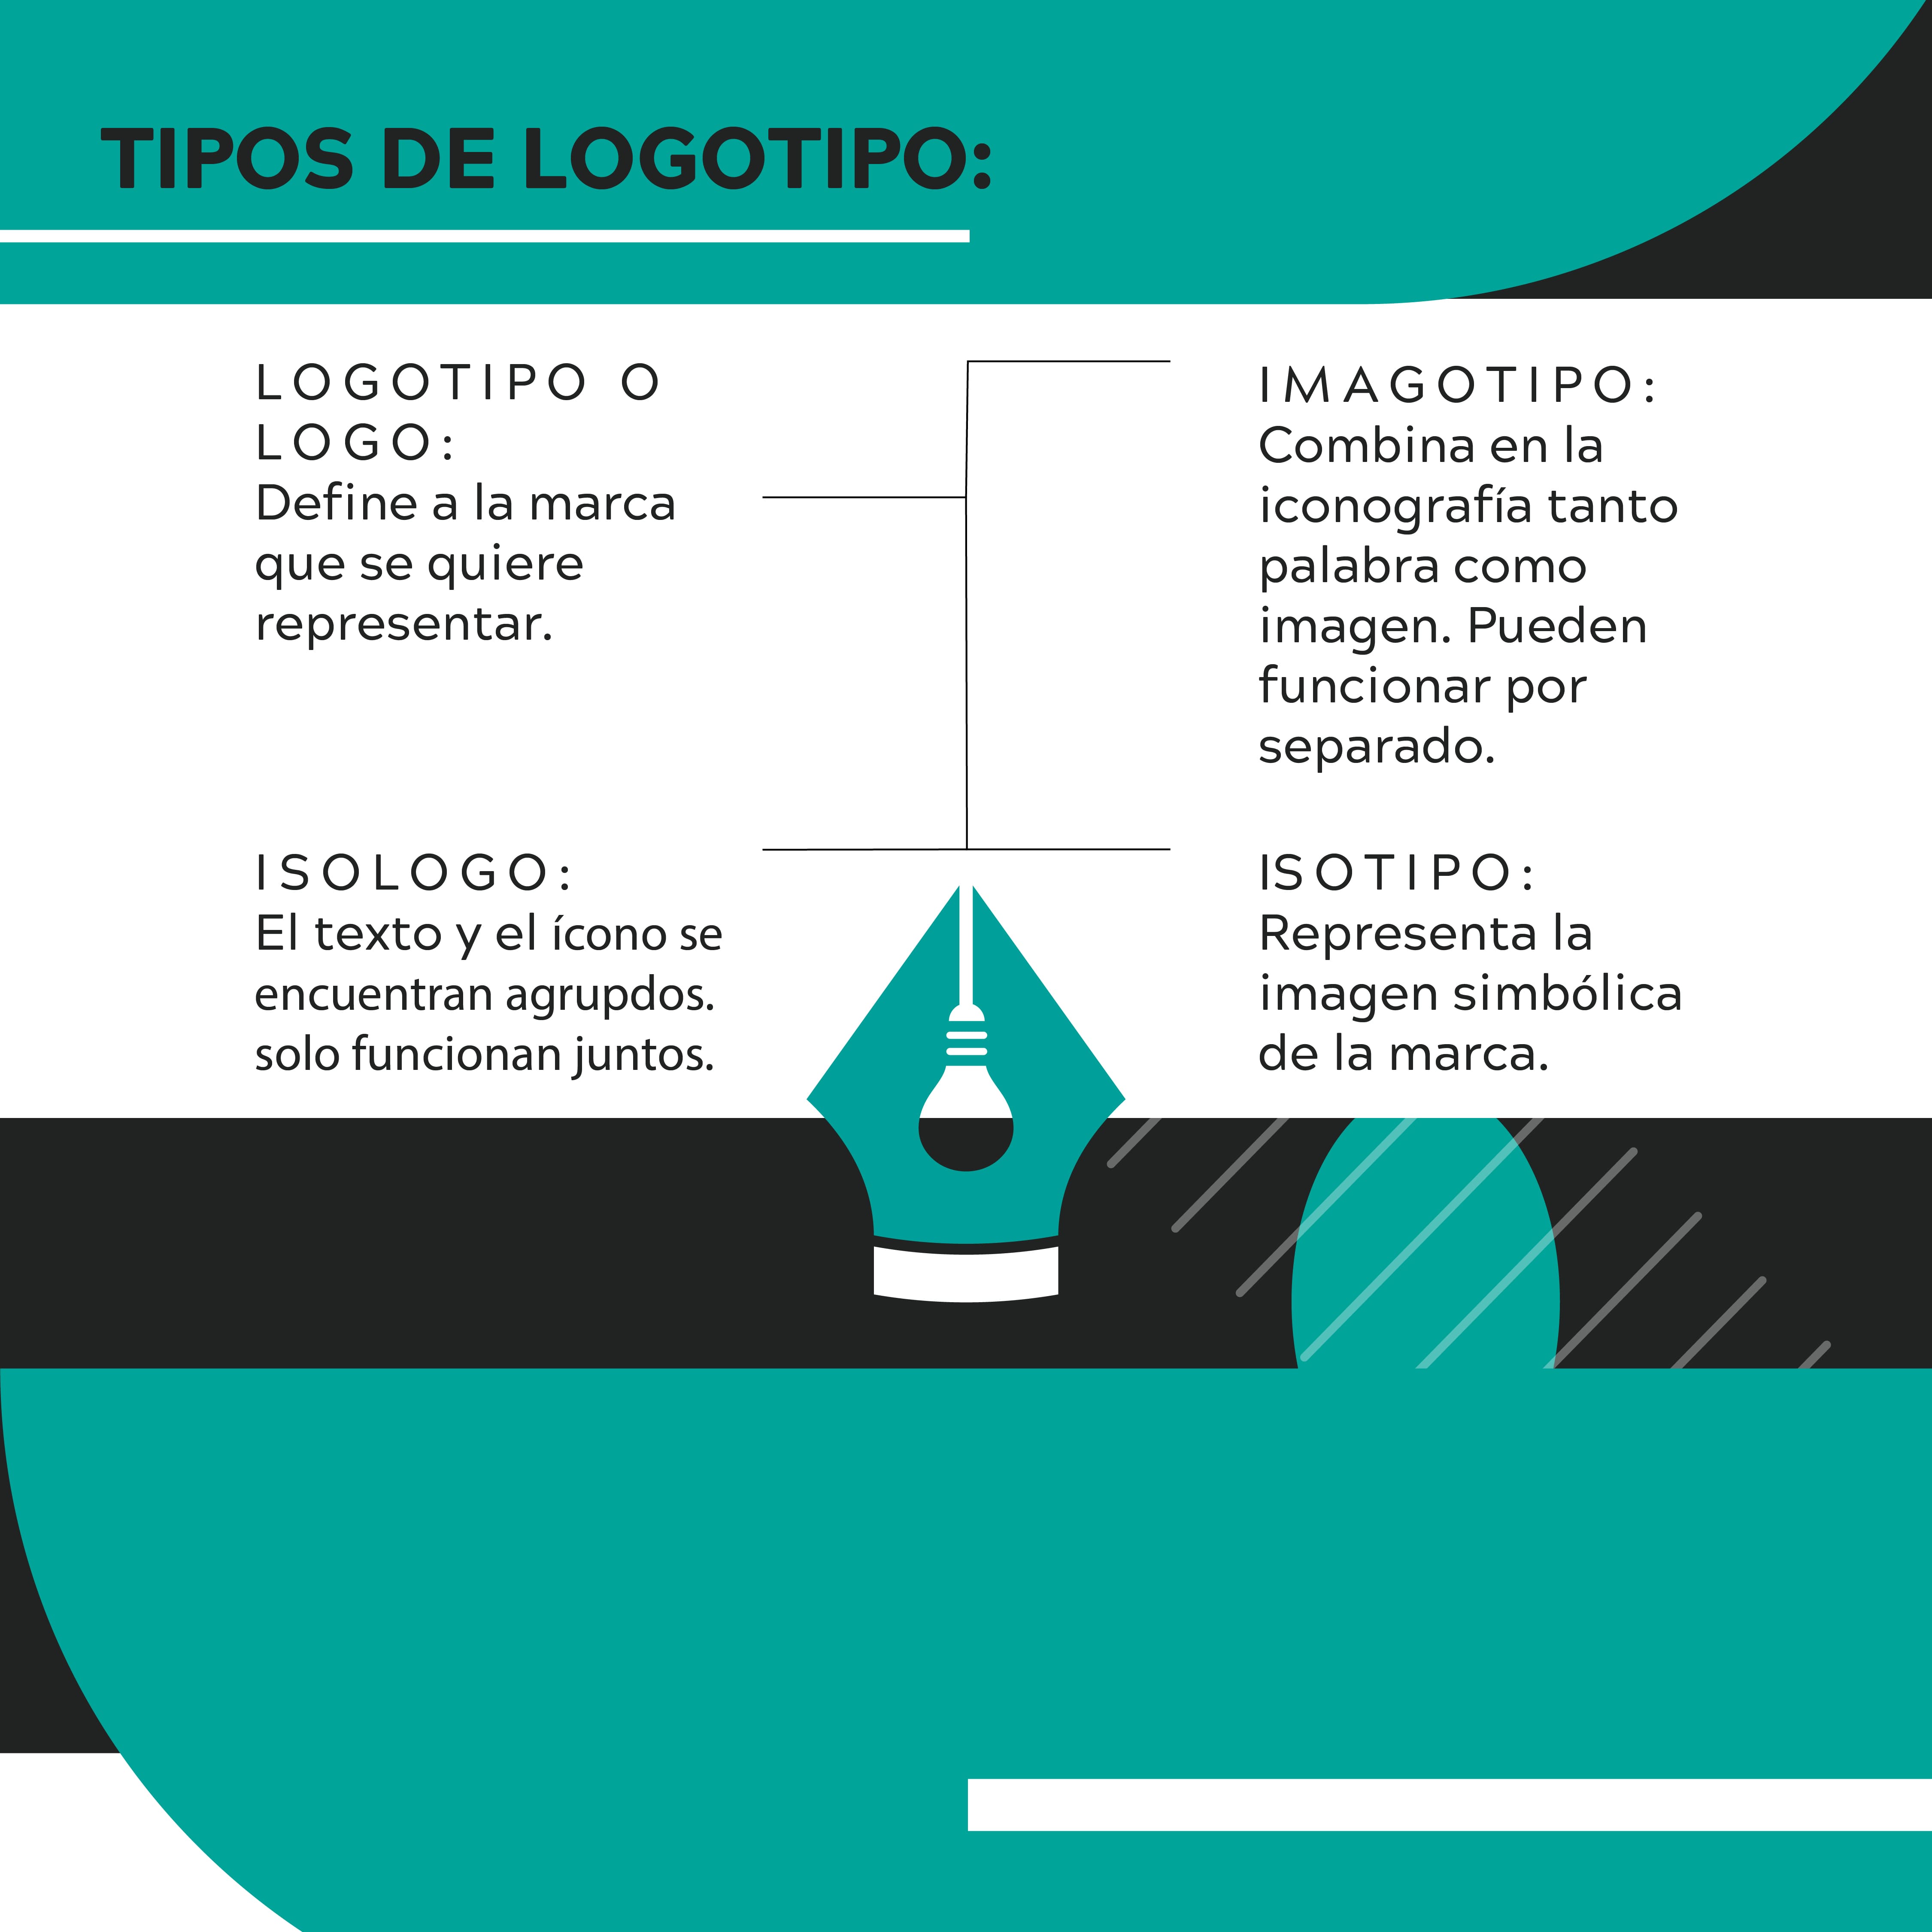 TIPOS DE LOGOTIPO:
LOGOTIPO O
LOGO:
Define a la marca
que se quiere
representar.
IMAGOTIPO:
Combina en la
iconografía tanto
palabra como
imagen. Pueden
funcionar por
separado.
ISOLOGO:
El texto y el ícono se
encuentran agrupdos.
solo funcionan juntos.
ISOTIPO:
Representa la
imagen simbólica
de la marca.